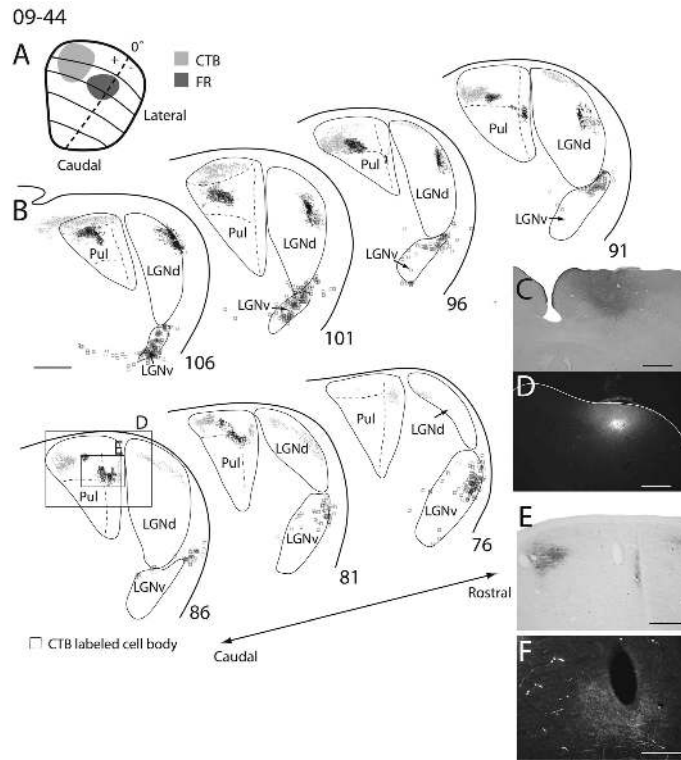 09-44
A
0°
+
-
CTB
FR
Lateral
Caudal
B
Pul
LGNd
LGNv
106
Pul
LGNd
LGNv
101
Pul
LGNd
LGNv
96
Pul
LGNd
LGNv
91
C
D
E
F
D
E
Pul
LGNd
LGNv
86
Pul
LGNd
LGNv
81
Pul
LGNd
LGNv
76
Rostral
Caudal
CTB labeled cell body